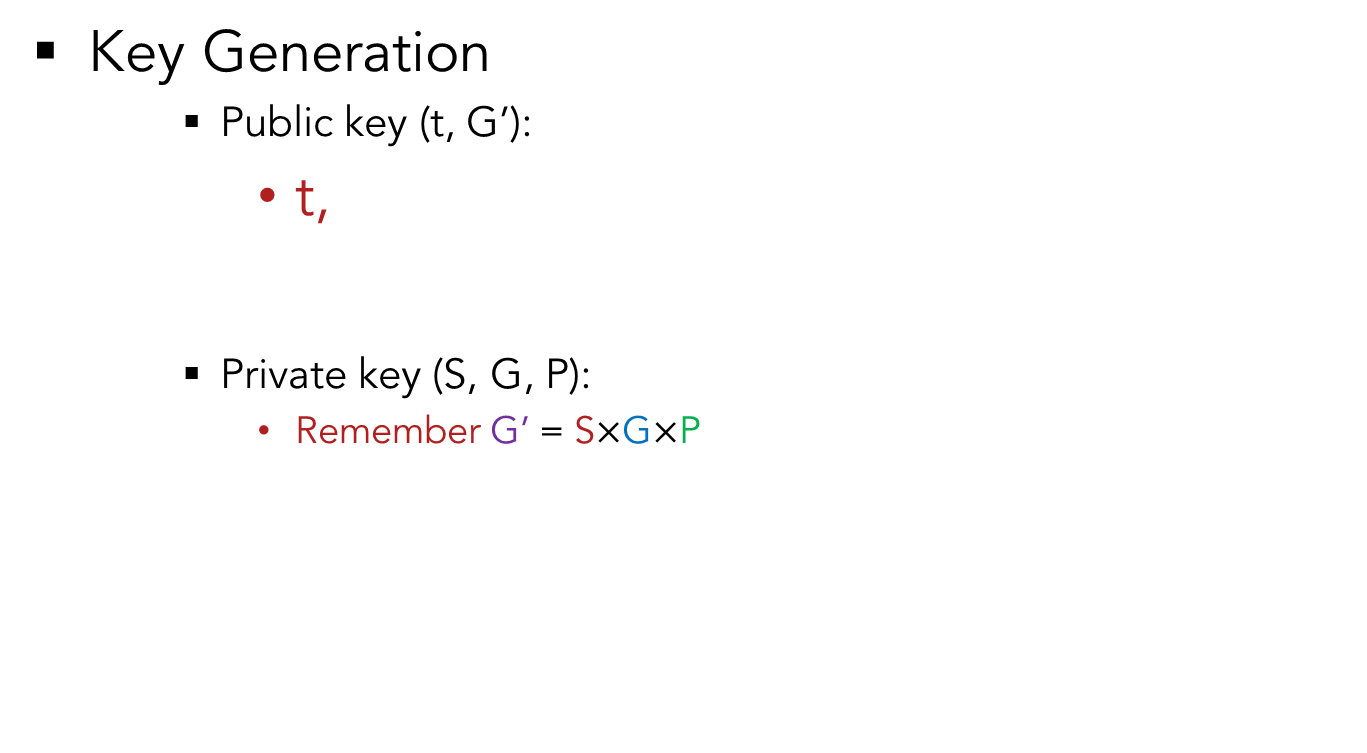 ▪ Key Generation
▪ Public key (t, G’):
• t,
▪ Private key (S, G, P):
• Remember G’ = S×G×P